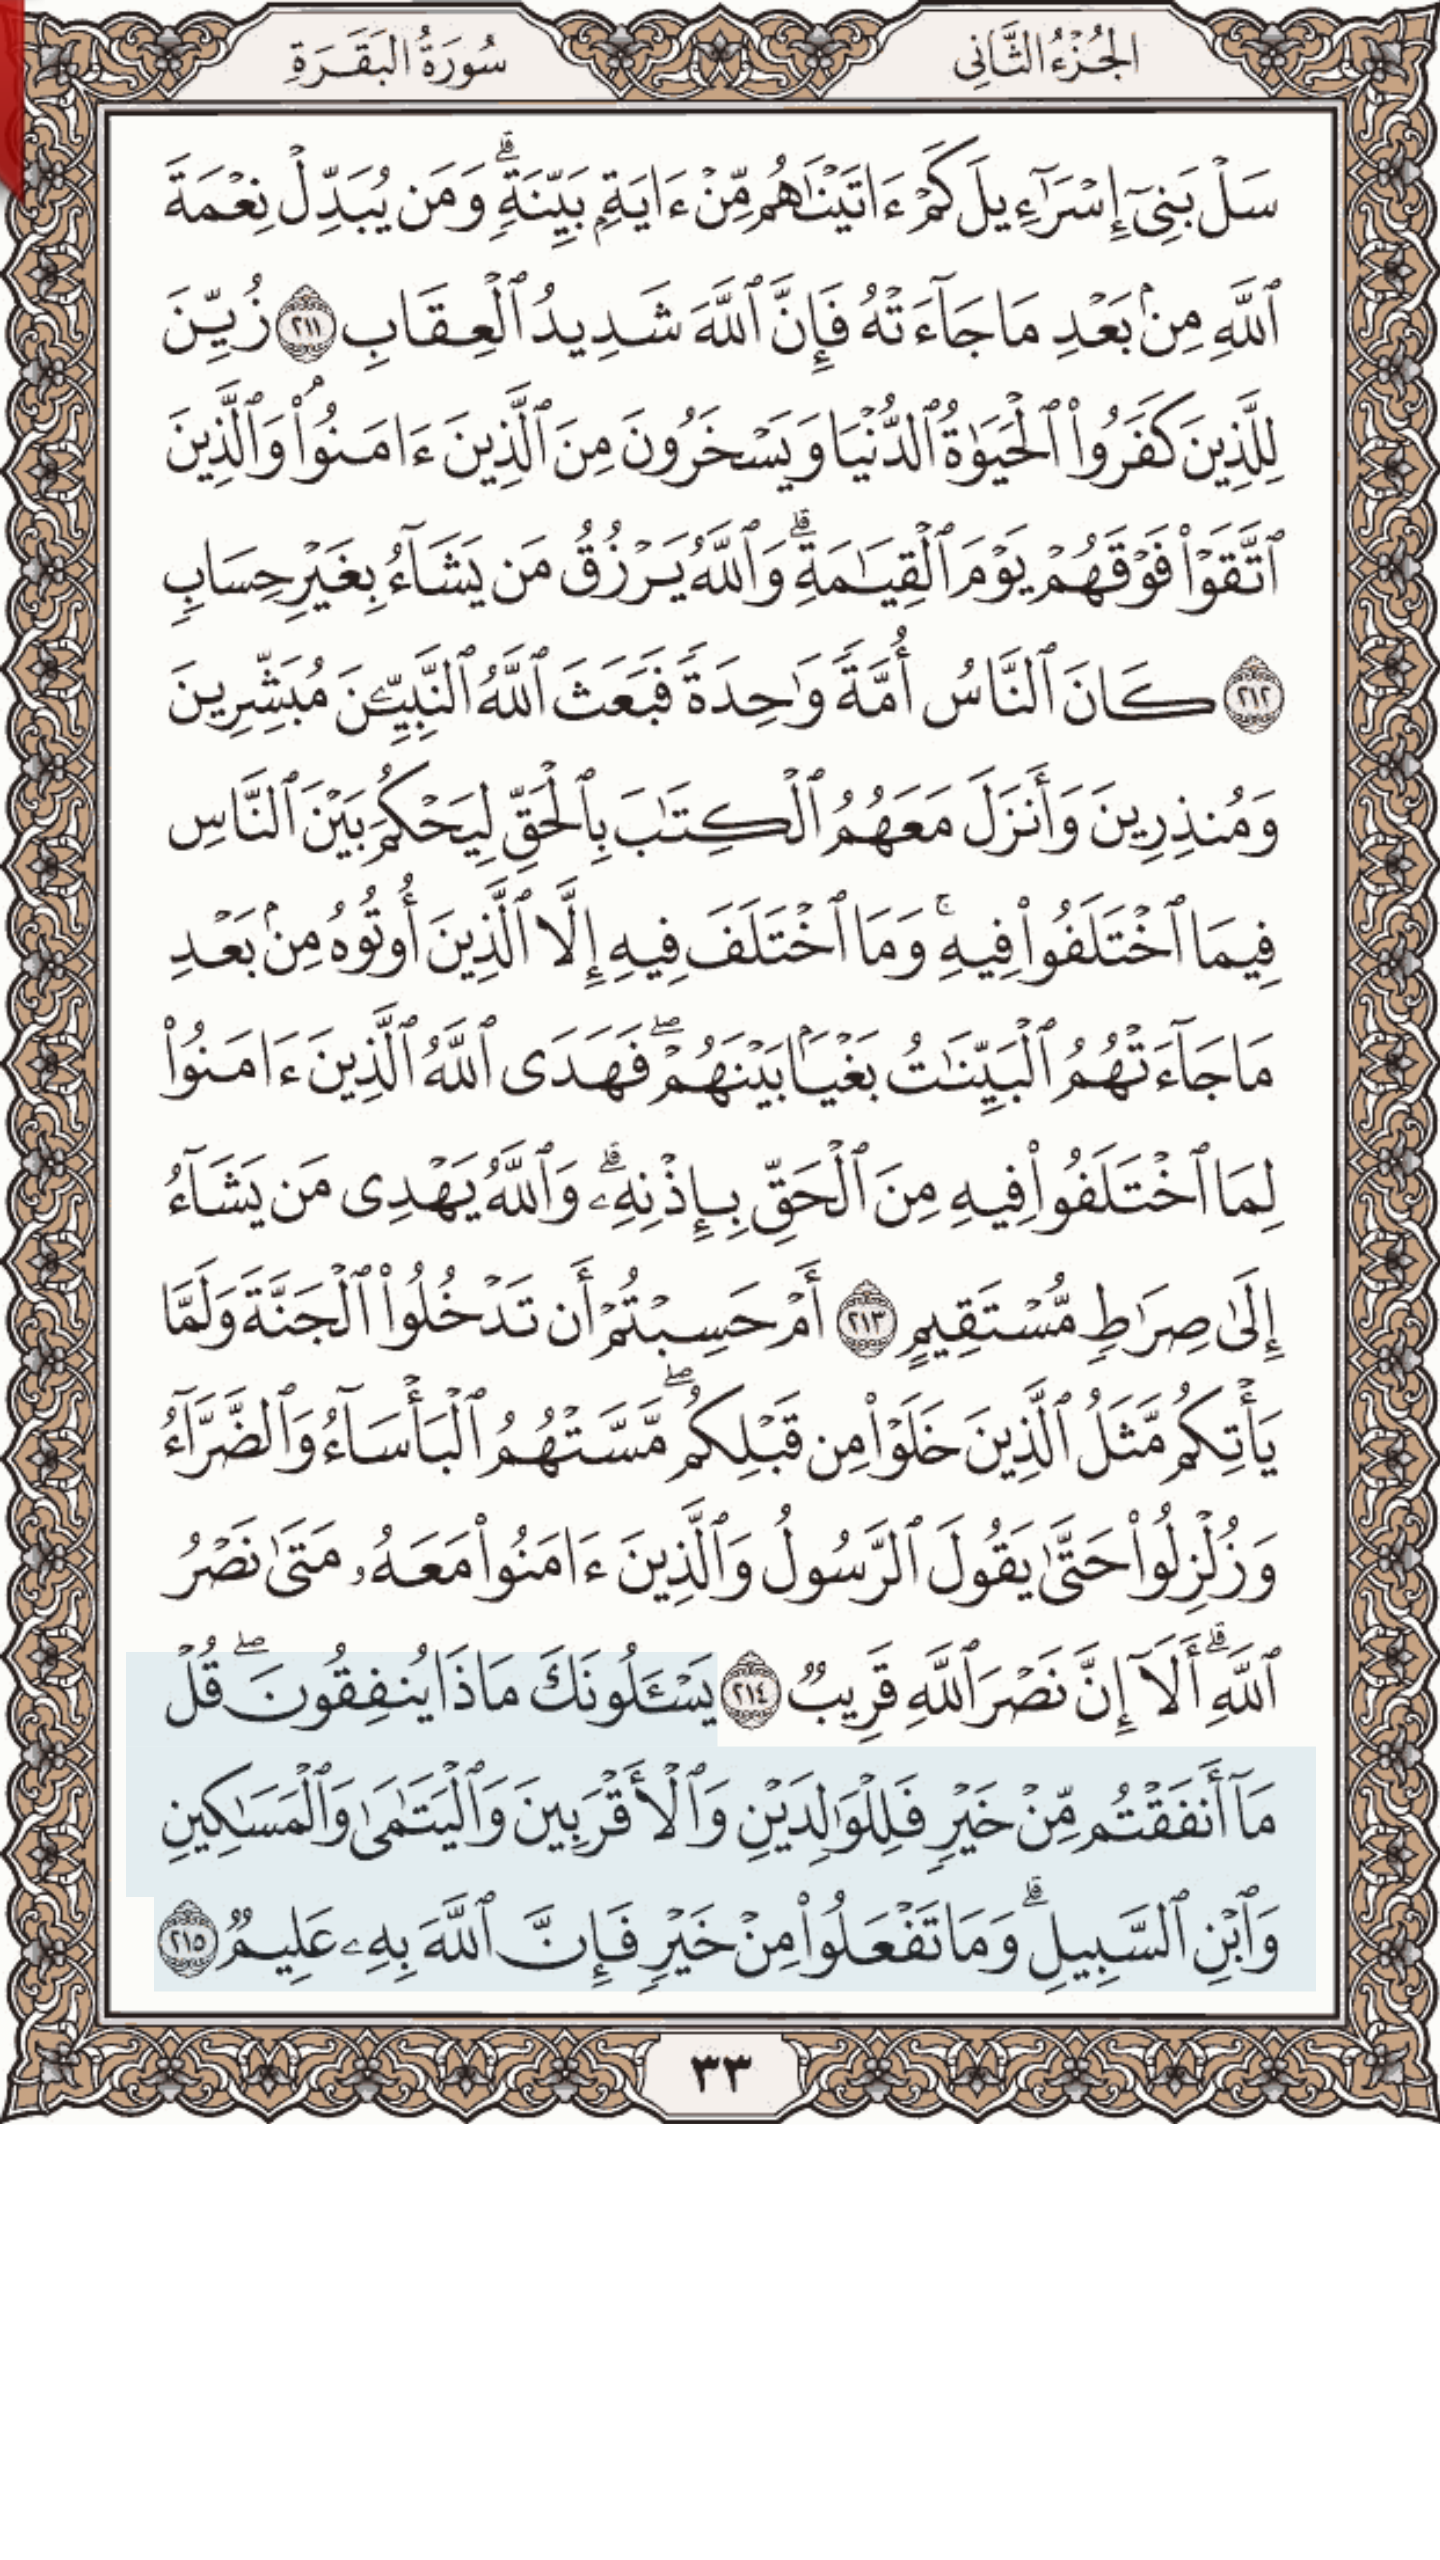 الجُزْءُ الثَّانِي
سُورَةُ البَقَرَةِ
سَلْ بَنِىٓ إِسْرَٰٓءِيلَ كَمْ ءَاتَيْنَٰهُم مِّنْ ءَايَةٍۭ بَيِّنَةٍۗ وَمَن يُبَدِّلْ نِعْمَةَ
ٱللَّهِ مِنۢ بَعْدِ مَا جَآءَتْهُ فَإِنَّ ٱللَّهَ شَدِيدُ ٱلْعِقَابِ ٢١١ زُيِّنَ
لِلَّذِينَ كَفَرُوا۟ ٱلْحَيَوٰةُ ٱلدُّنْيَا وَيَسْخَرُونَ مِنَ ٱلَّذِينَ ءَامَنُوا۟ۘ وَٱلَّذِينَ
ٱتَّقَوْا۟ فَوْقَهُمْ يَوْمَ ٱلْقِيَٰمَةِۗ وَٱللَّهُ يَرْزُقُ مَن يَشَآءُ بِغَيْرِ حِسَابٍ
٢١٢ كَانَ ٱلنَّاسُ أُمَّةً وَٰحِدَةً فَبَعَثَ ٱللَّهُ ٱلنَّبِيِّۦنَ مُبَشِّرِينَ
وَمُنذِرِينَ وَأَنزَلَ مَعَهُمُ ٱلْكِتَٰبَ بِٱلْحَقِّ لِيَحْكُمَ بَيْنَ ٱلنَّاسِ
فِيمَا ٱخْتَلَفُوا۟ فِيهِۚ وَمَا ٱخْتَلَفَ فِيهِ إِلَّا ٱلَّذِينَ أُوتُوهُ مِنۢ بَعْدِ
مَا جَآءَتْهُمُ ٱلْبَيِّنَٰتُ بَغْيًۢا بَيْنَهُمْۖ فَهَدَى ٱللَّهُ ٱلَّذِينَ ءَامَنُوا۟
لِمَا ٱخْتَلَفُوا۟ فِيهِ مِنَ ٱلْحَقِّ بِإِذْنِهِۦۗ وَٱللَّهُ يَهْدِى مَن يَشَآءُ
إِلَىٰ صِرَٰطٍ مُّسْتَقِيمٍ ٢١٣ أَمْ حَسِبْتُمْ أَن تَدْخُلُوا۟ ٱلْجَنَّةَ وَلَمَّا
يَأْتِكُم مَّثَلُ ٱلَّذِينَ خَلَوْا۟ مِن قَبْلِكُمۖ مَّسَّتْهُمُ ٱلْبَأْسَآءُ وَٱلضَّرَّآءُ
وَزُلْزِلُوا۟ حَتَّىٰ يَقُولَ ٱلرَّسُولُ وَٱلَّذِينَ ءَامَنُوا۟ مَعَهُۥ مَتَىٰ نَصْرُ
ٱللَّهِۗ أَلَآ إِنَّ نَصْرَ ٱللَّهِ قَرِيبٌ ٢١٤ يَسْـَٔلُونَكَ مَاذَا يُنفِقُونَۖ قُلْ
مَآ أَنفَقْتُم مِّنْ خَيْرٍ فَلِلْوَٰلِدَيْنِ وَٱلْأَقْرَبِينَ وَٱلْيَتَٰمَىٰ وَٱلْمَسَٰكِينِ
وَٱبْنِ ٱلسَّبِيلِۗ وَمَا تَفْعَلُوا۟ مِنْ خَيْرٍ فَإِنَّ ٱللَّهَ بِهِۦ عَلِيمٌ ٢١٥
٣٣